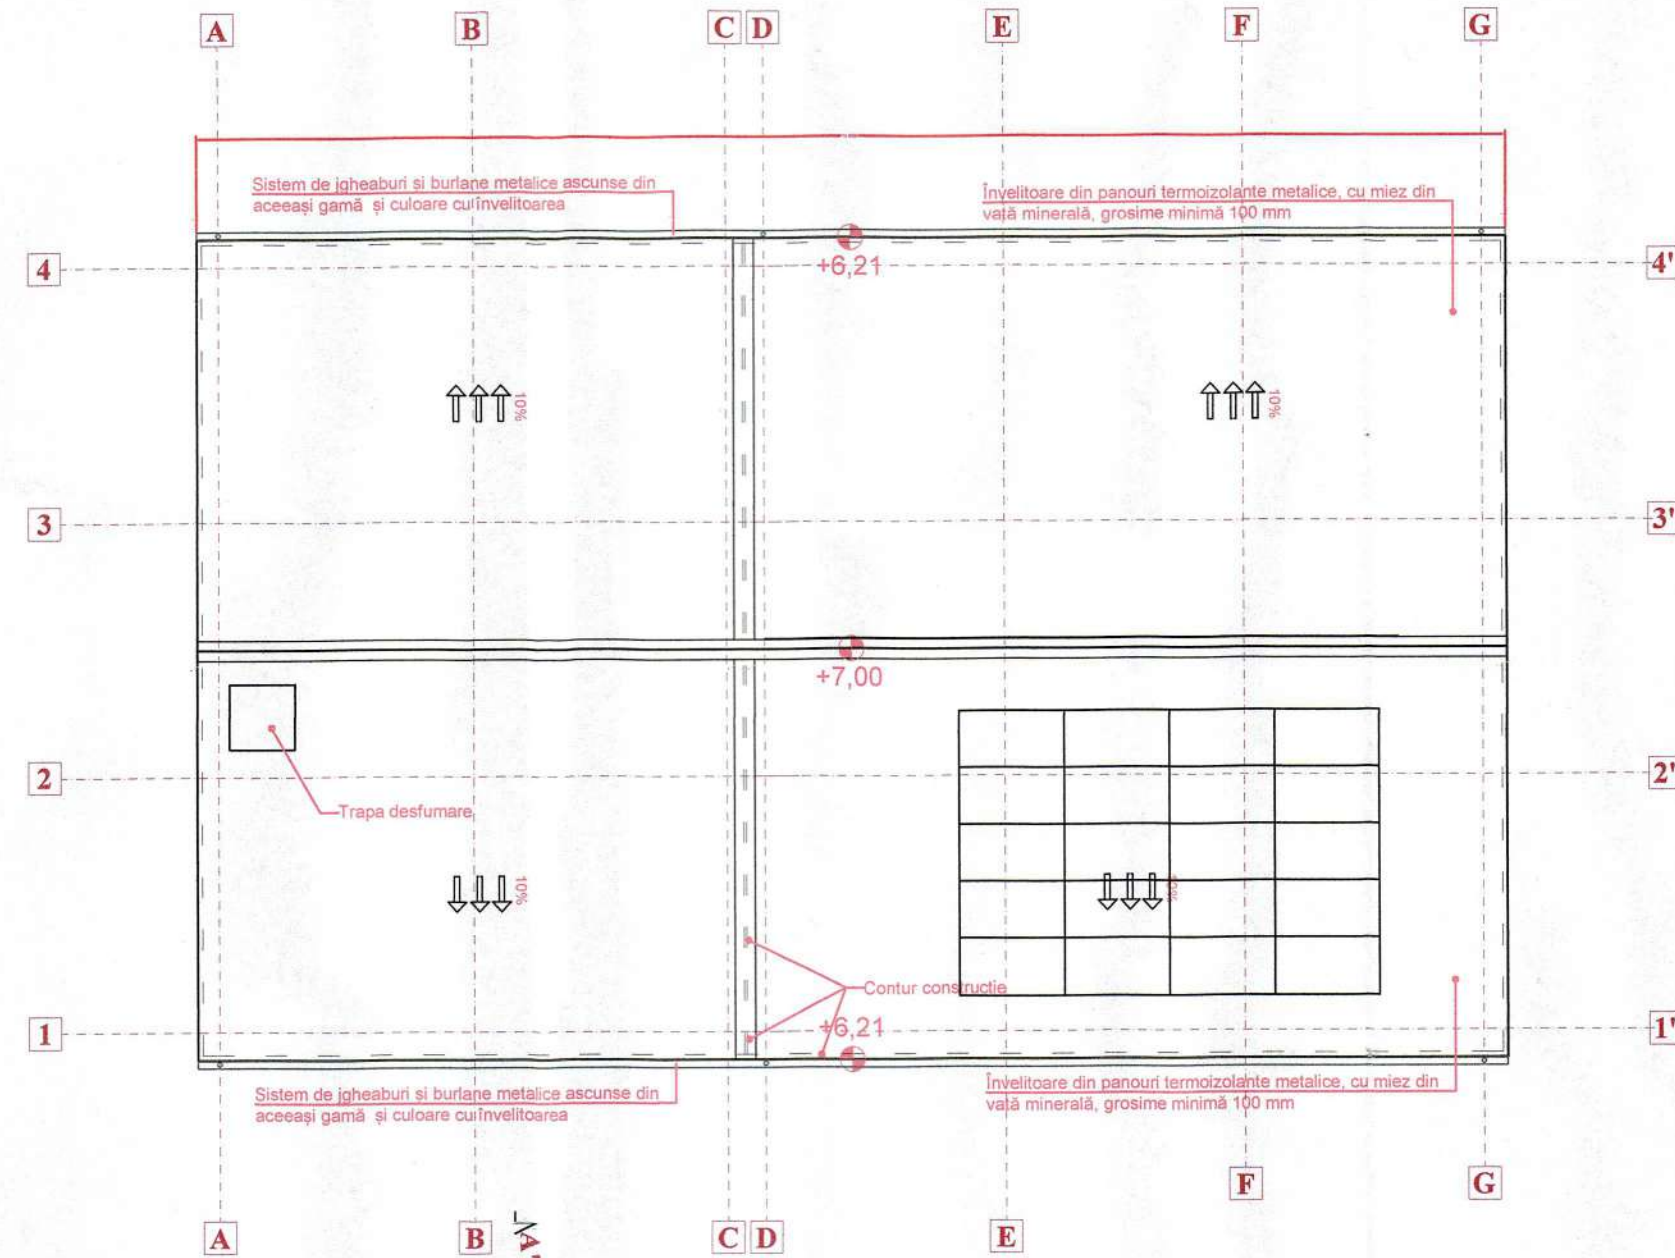 A B C D E F G
Sistem de jgheaburi și burlane metalice ascunse din
aceeași gamă și culoare cu învelitoarea
Învelitoare din panouri termoizolante metalice, cu miez din
vată minerală, grosime minimă 100 mm
4 +6,21 4'
10% 10%
3 3'
+7,00
2 2'
Trapa desfumare
10% 10%
Contur constructie
1 +6,21 1'
Sistem de jgheaburi și burlane metalice ascunse din
aceeași gamă și culoare cu învelitoarea
Învelitoare din panouri termoizolante metalice, cu miez din
vată minerală, grosime minimă 100 mm
A B C D E F G